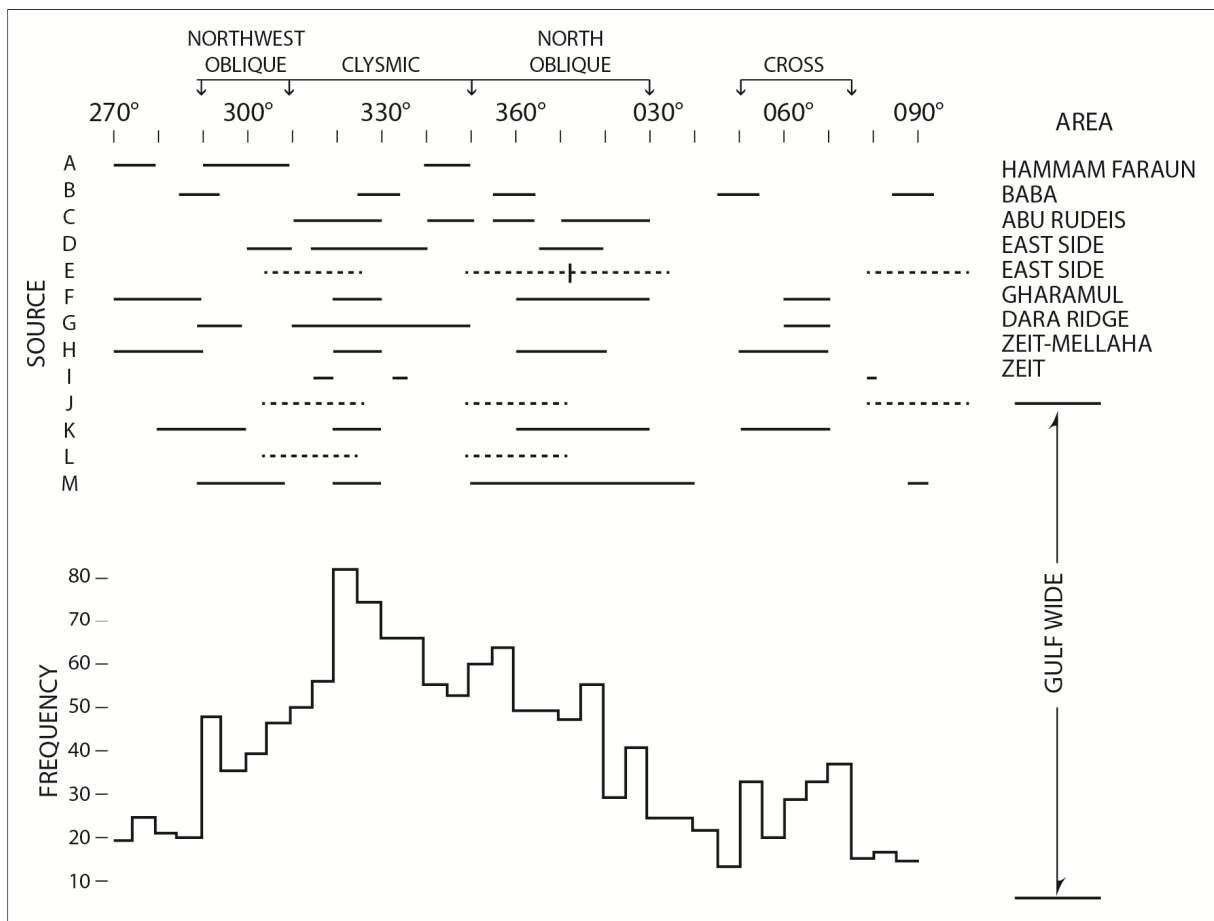 NORTHWEST NORTH
OBLIQUE CLYSMIC OBLIQUE CROSS
270° 300° 330° 360° 030° 060° 090° AREA
A HAMMAM FARAUN
B BABA
C ABU RUDEIS
D EAST SIDE
E EAST SIDE
F GHARAMUL
G DARA RIDGE
H ZEIT-MELLAHA
I ZEIT
J
K
L
M
SOURCE
80
70
60
50
40
30
20
10
FREQUENCY
GULF WIDE